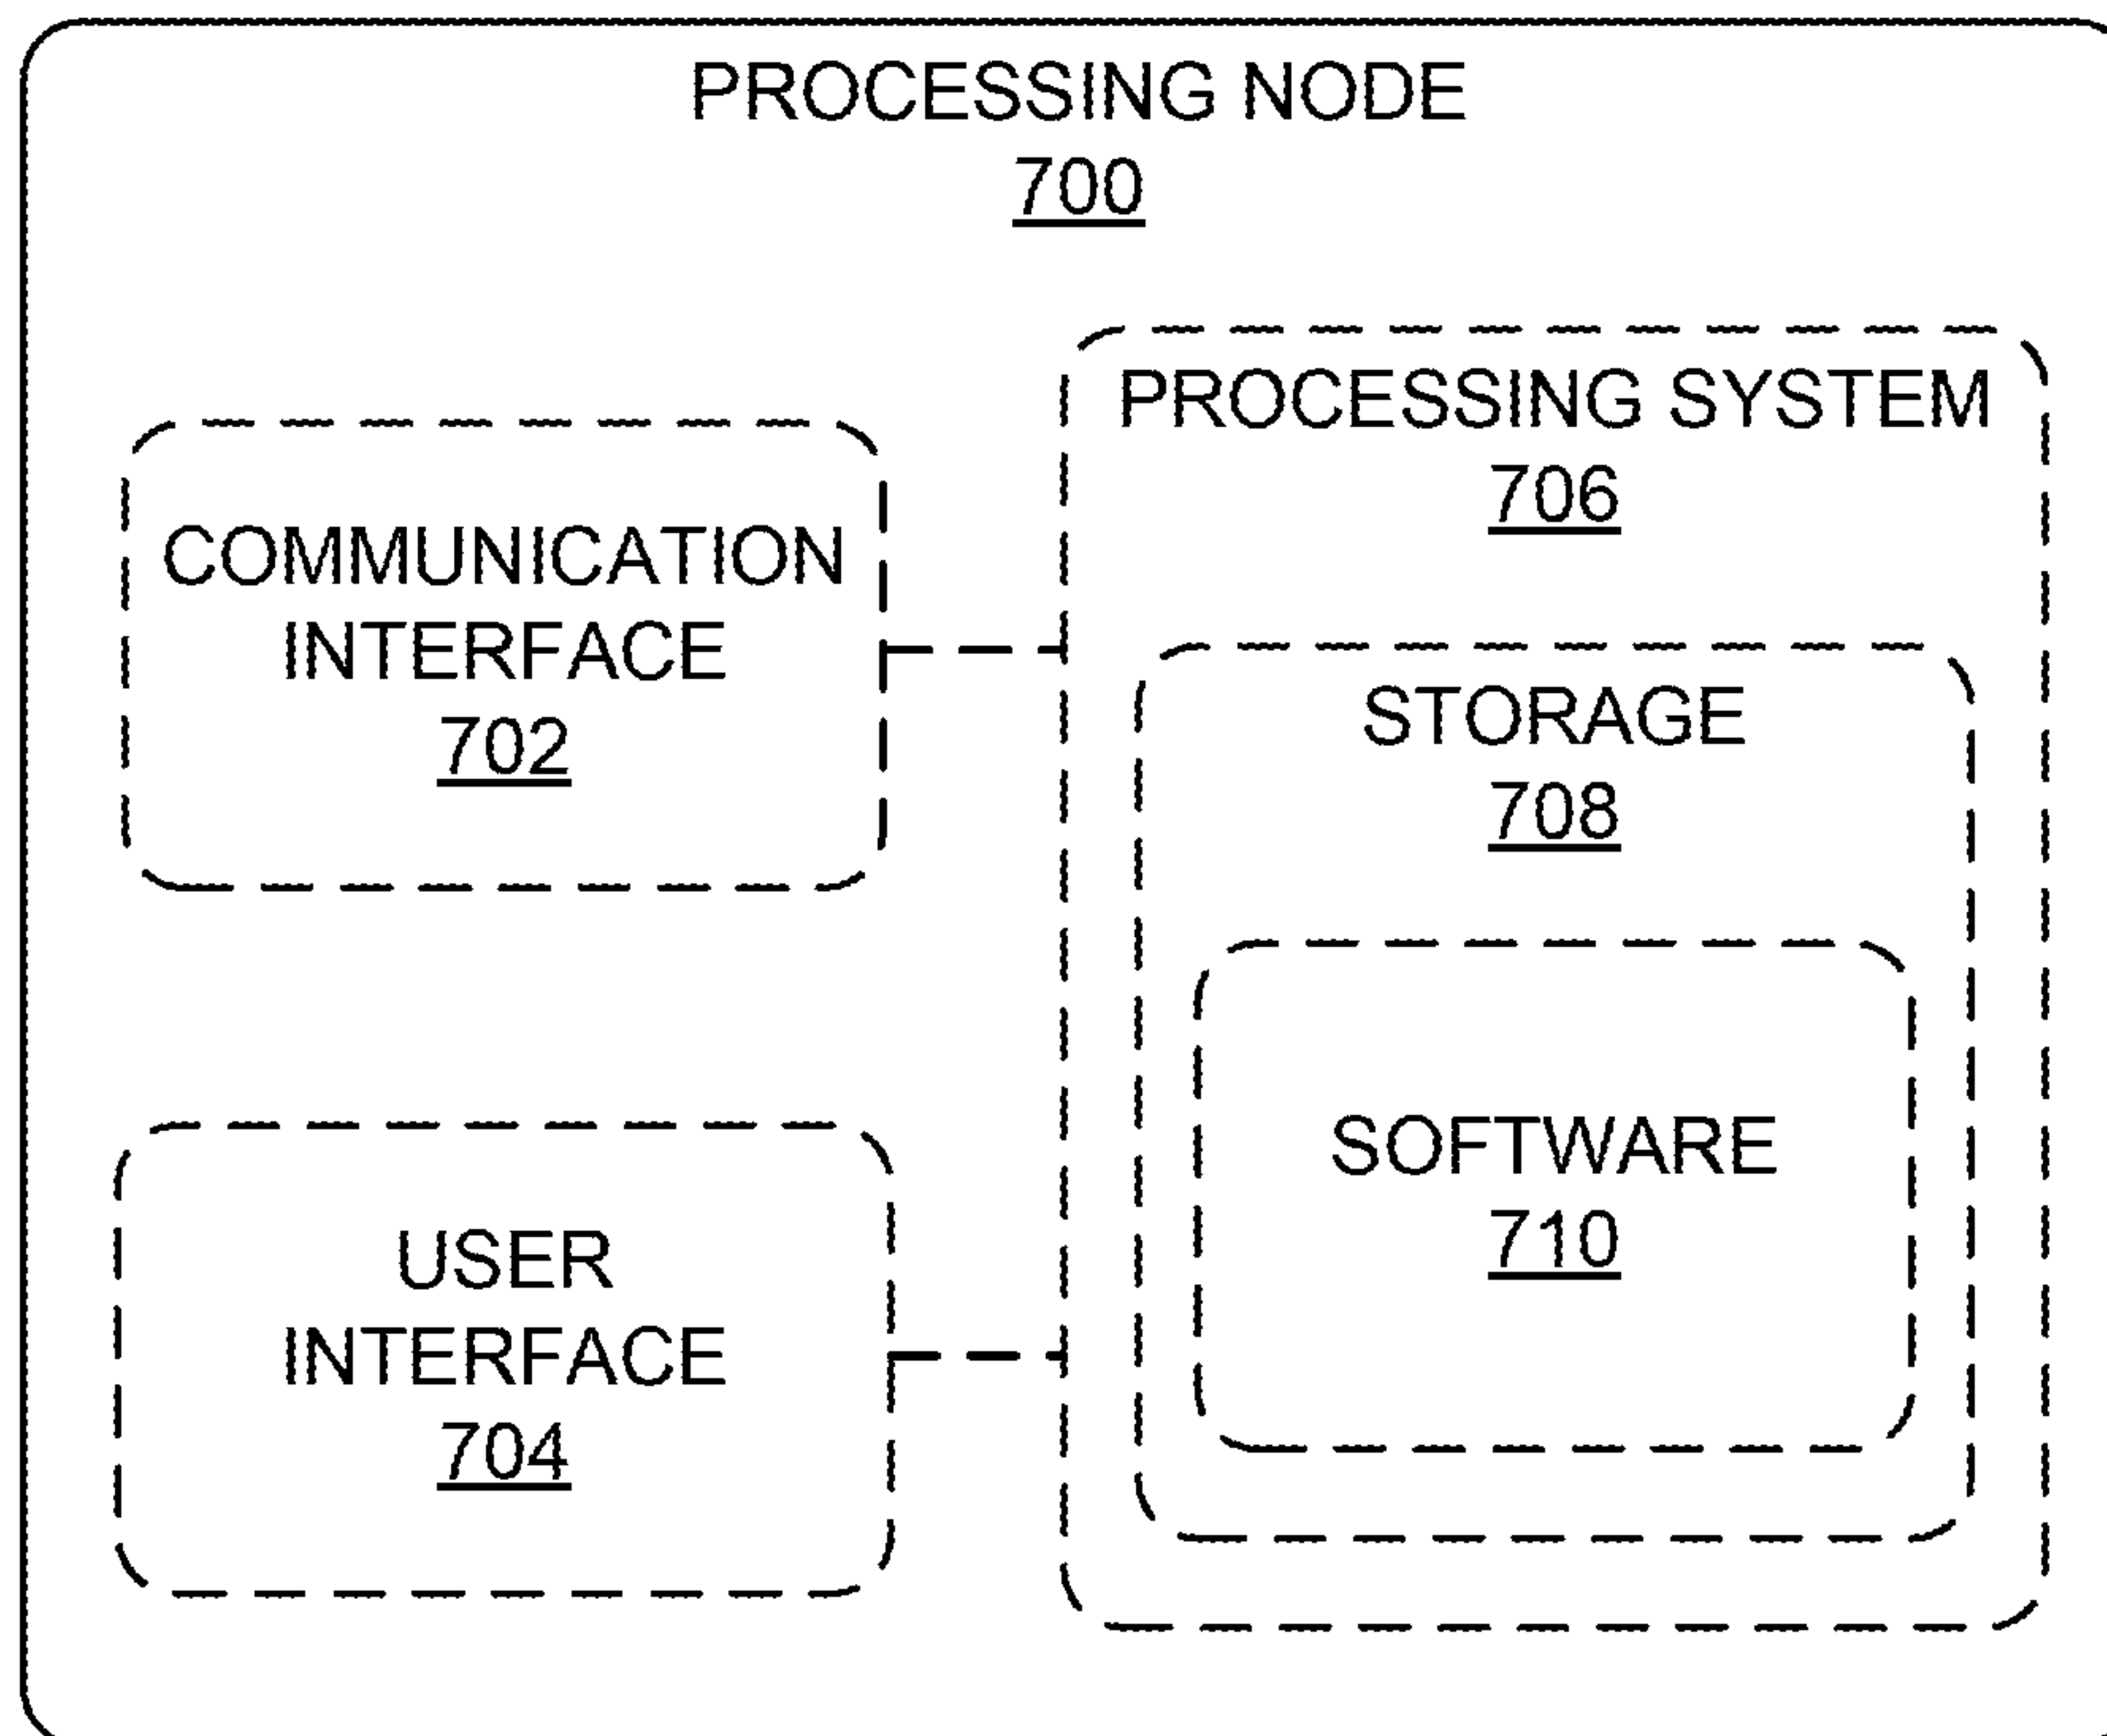 PROCESSING NODE
700
PROCESSING SYSTEM
706
COMMUNICATION
INTERFACE
702
STORAGE
708
SOFTWARE
710
USER
INTERFACE
704